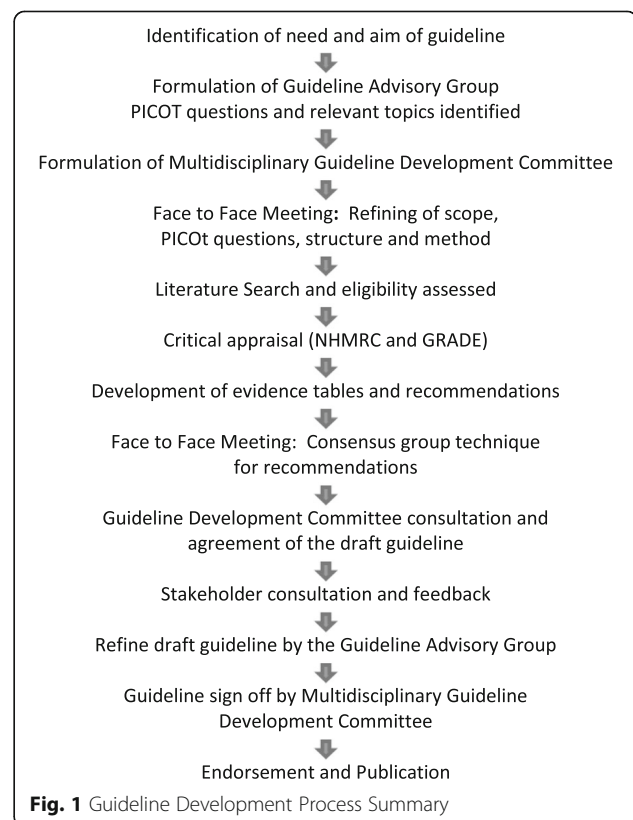 Identification of need and aim of guideline
Formulation of Guideline Advisory Group
PICOT questions and relevant topics identified
Formulation of Multidisciplinary Guideline Development Committee
Face to Face Meeting: Refining of scope,
PICOt questions, structure and method
Literature Search and eligibility assessed
Critical appraisal (NHMRC and GRADE)
Development of evidence tables and recommendations
Face to Face Meeting: Consensus group technique
for recommendations
Guideline Development Committee consultation and
agreement of the draft guideline
Stakeholder consultation and feedback
Refine draft guideline by the Guideline Advisory Group
Guideline sign off by Multidisciplinary Guideline
Development Committee
Endorsement and Publication
Fig. 1 Guideline Development Process Summary